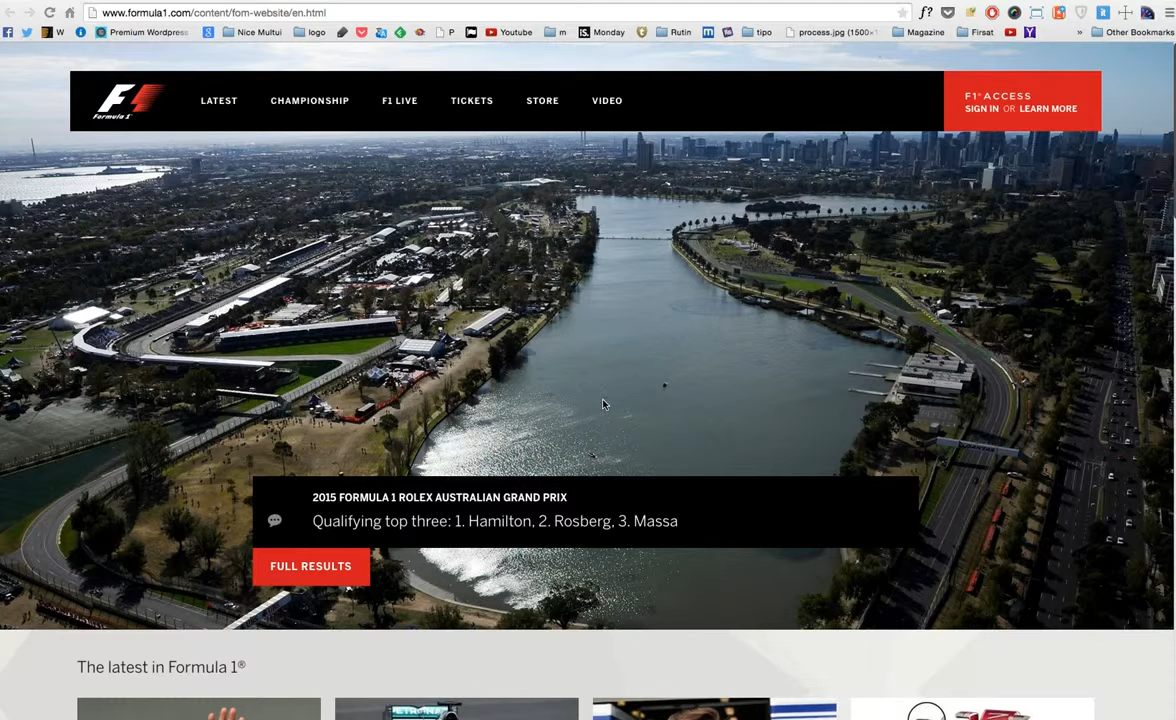 www.formula1.com/content/fom-website/en.html
f?
W
Premium Wordpress
Nice Multui
logo
P
Youtube
m
iS. Monday
Rutin
tipo
process.jpg (1500×1
Magazine
Firsat
»
Other Bookmarks
F1
Formula 1®
LATEST
CHAMPIONSHIP
F1 LIVE
TICKETS
STORE
VIDEO
F1® ACCESS
SIGN IN OR LEARN MORE
2015 FORMULA 1 ROLEX AUSTRALIAN GRAND PRIX
Qualifying top three: 1. Hamilton, 2. Rosberg, 3. Massa
FULL RESULTS
The latest in Formula 1®